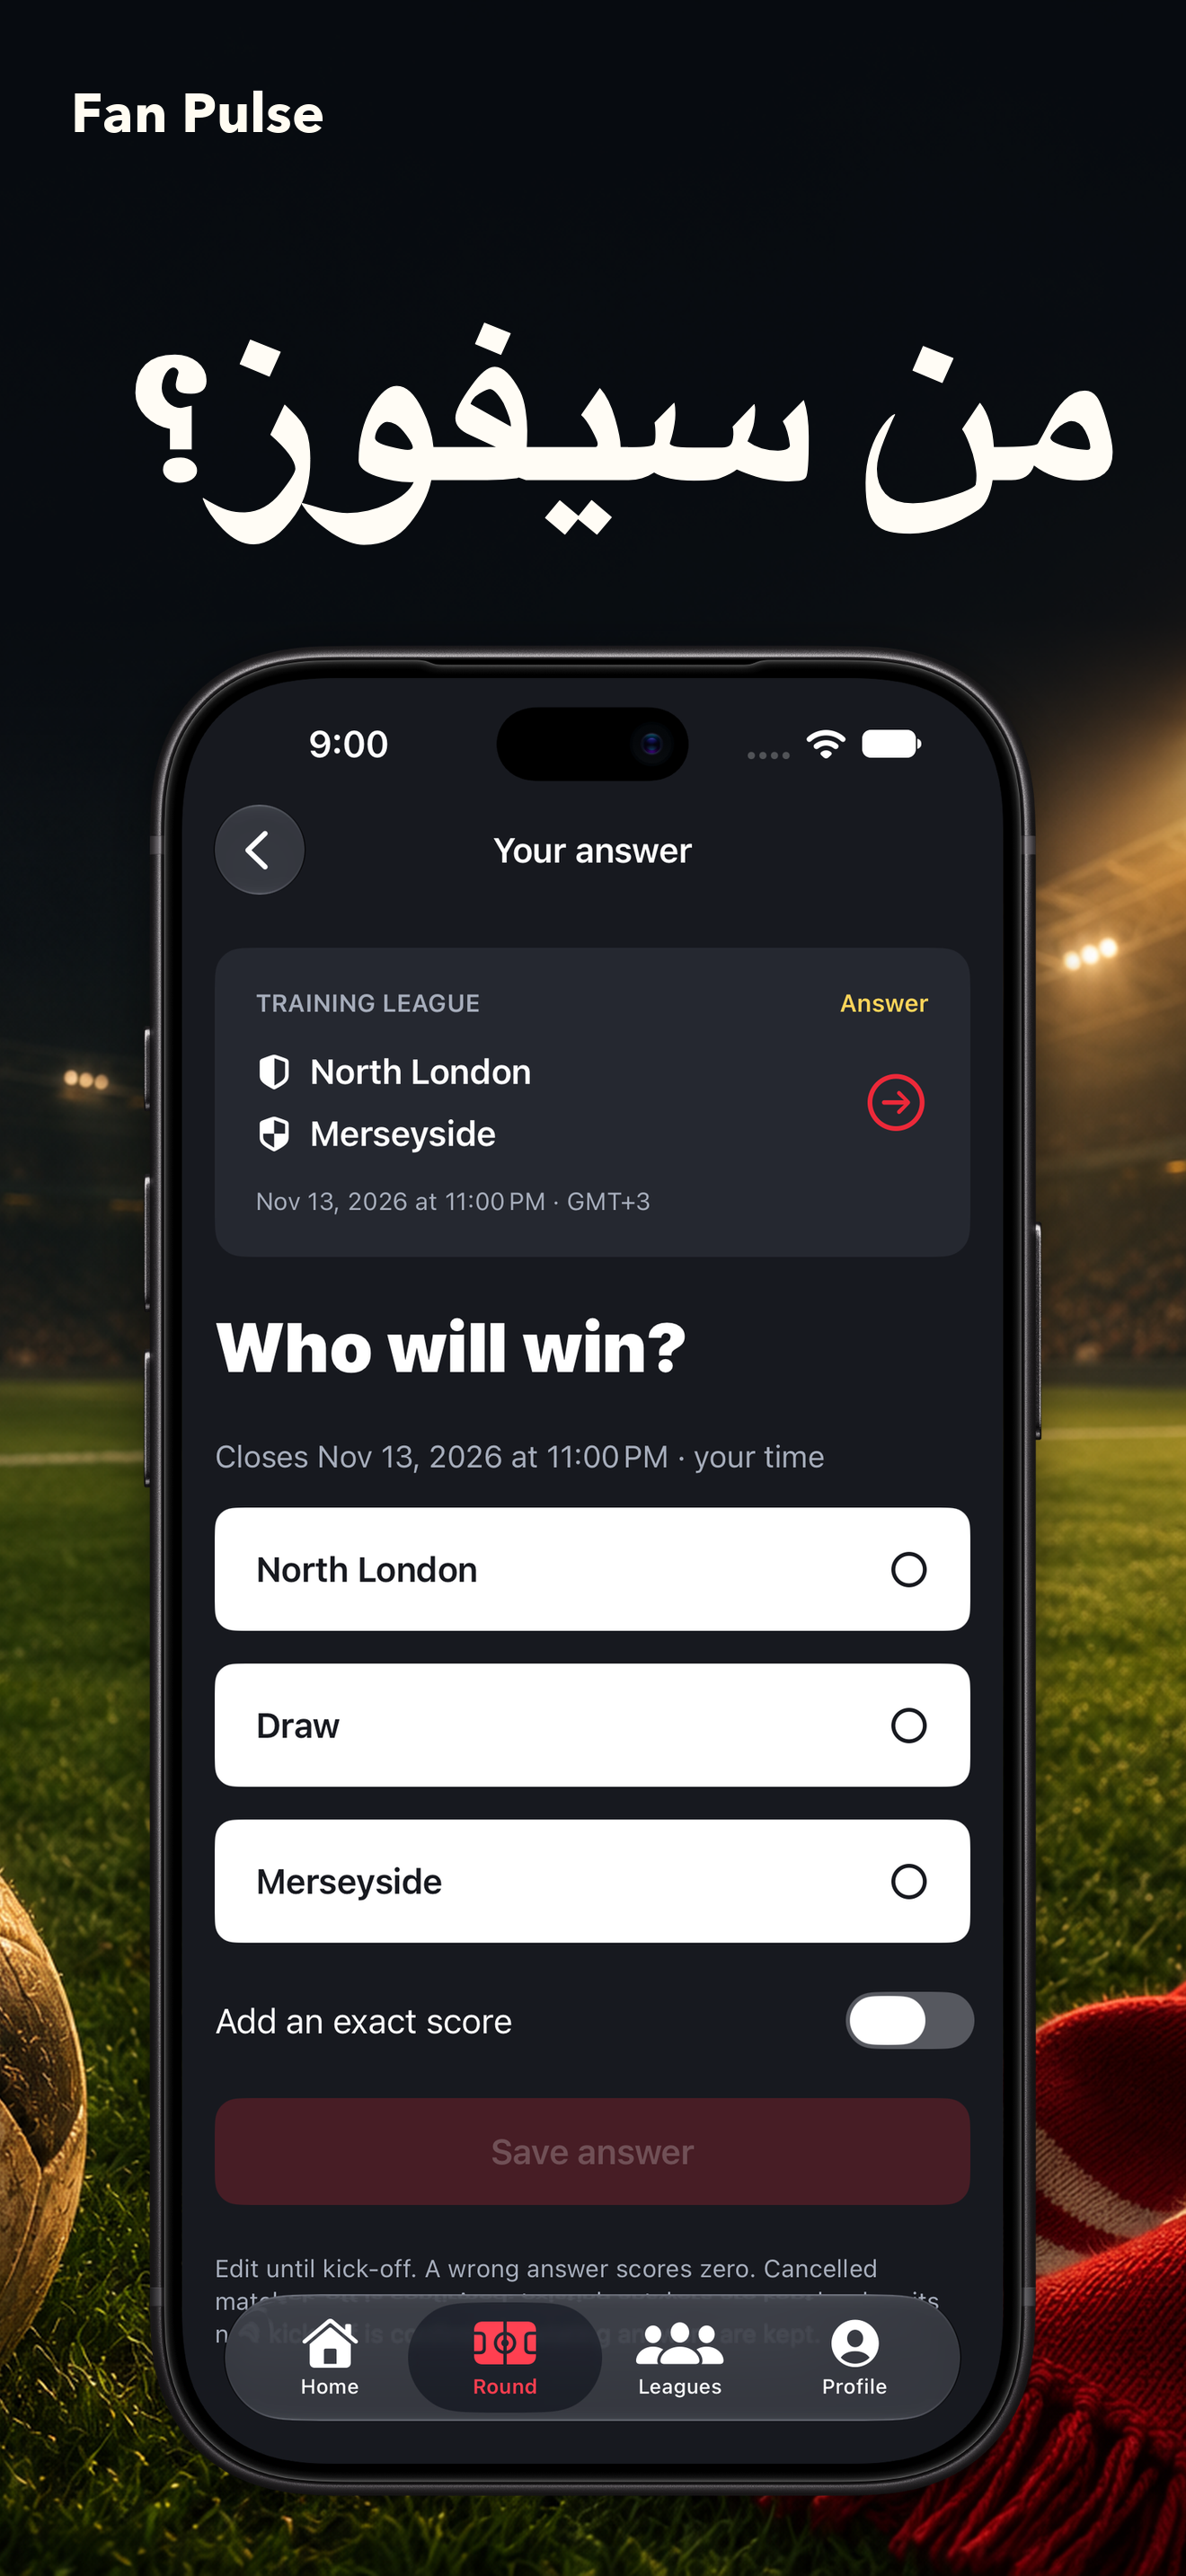 Fan Pulse
من سيفوز؟
9:00
Your answer
TRAINING LEAGUE
Answer
North London
Merseyside
Nov 13, 2026 at 11:00 PM · GMT+3
Who will win?
Closes Nov 13, 2026 at 11:00 PM · your time
North London
Draw
Merseyside
Add an exact score
Save answer
Edit until kick-off. A wrong answer scores zero. Cancelled
are kept.
Home
Round
Leagues
Profile